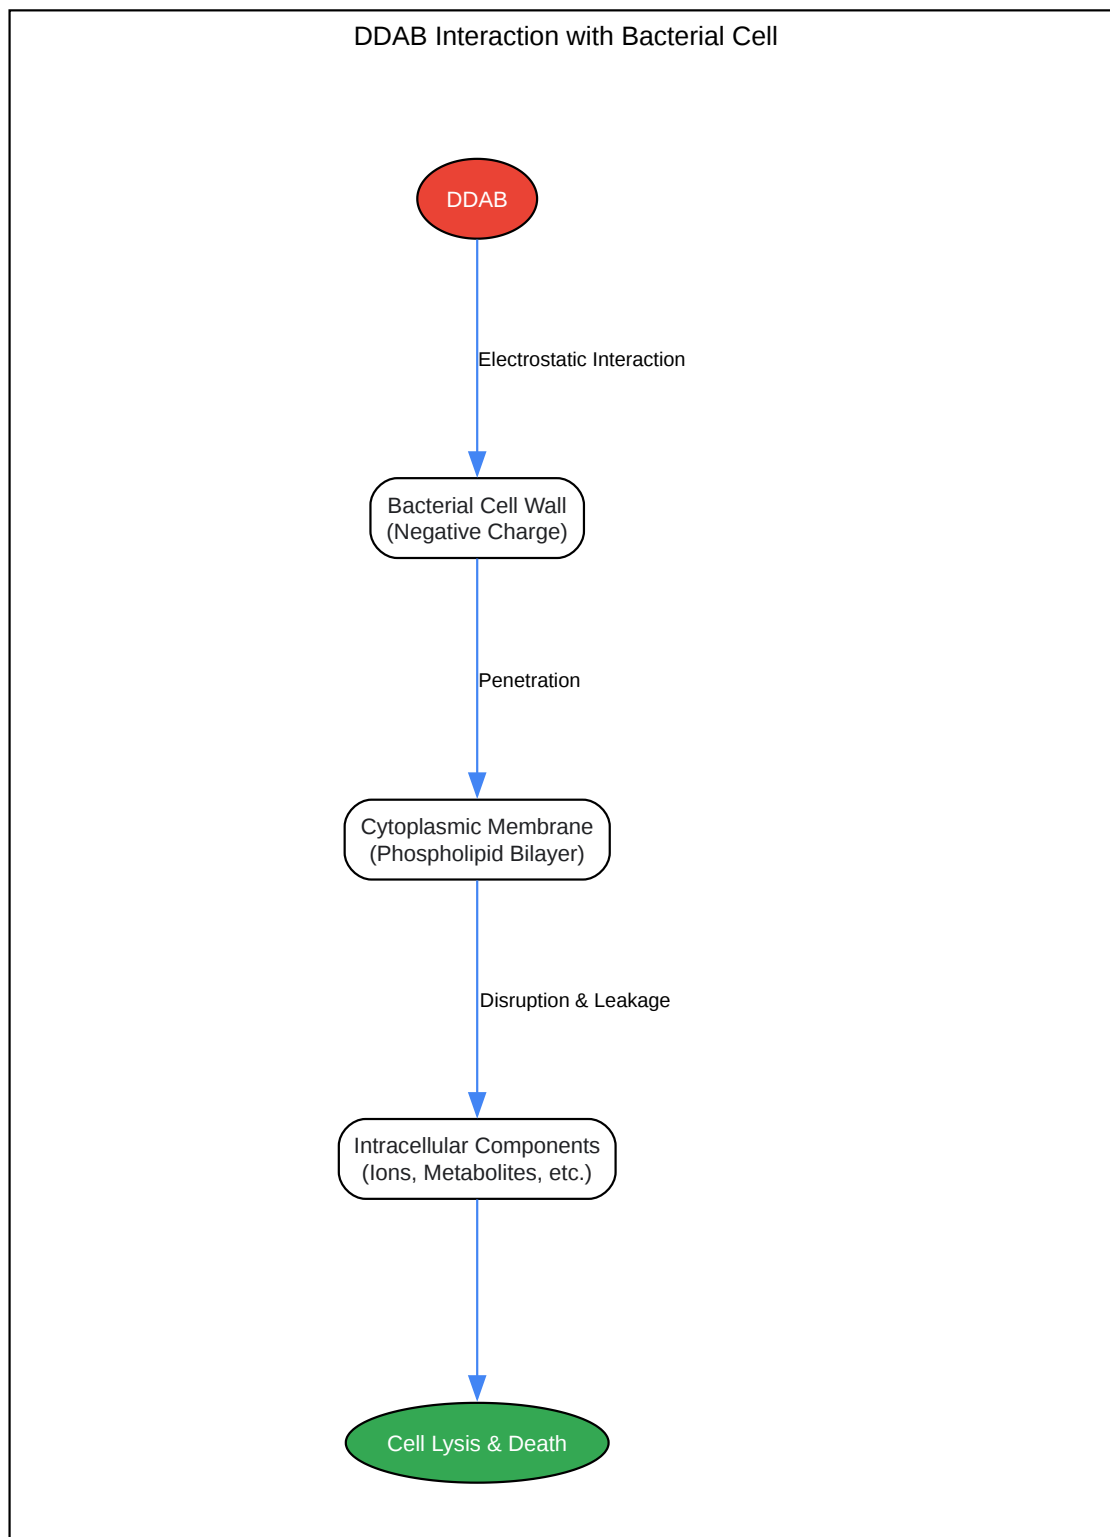 DDAB Interaction with Bacterial Cell
DDAB
Electrostatic Interaction
Bacterial Cell Wall
(Negative Charge)
Penetration
Cytoplasmic Membrane
(Phospholipid Bilayer)
Disruption & Leakage
Intracellular Components
(Ions, Metabolites, etc.)
Cell Lysis & Death